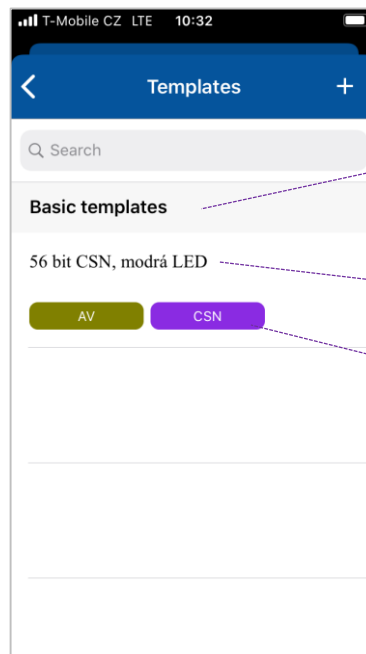 T-Mobile CZ LTE 10:32
Templates +
Search
Basic templates
56 bit CSN, modrá LED
AV CSN